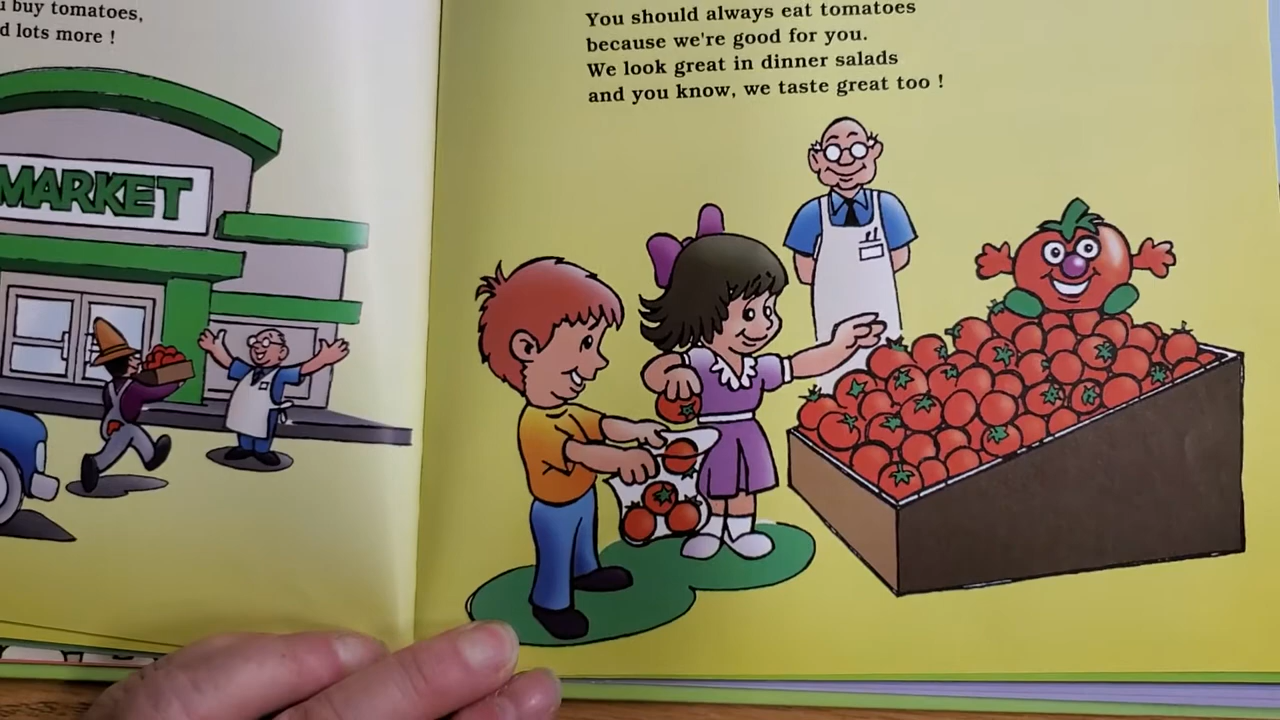 buy tomatoes,
d lots more !
MARKET
You should always eat tomatoes
because we're good for you.
We look great in dinner salads
and you know, we taste great too !